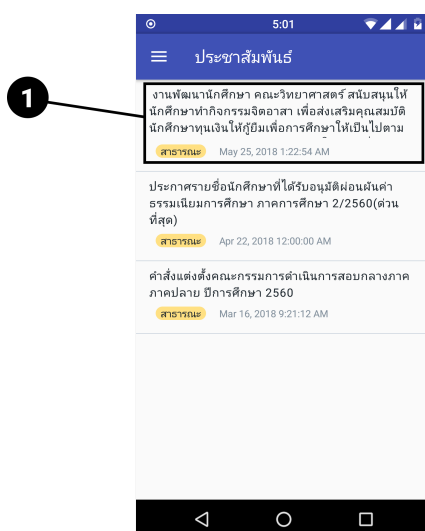 5:01
ประชาสัมพันธ์
1
งานพัฒนานักศึกษา คณะวิทยาศาสตร์ สนับสนุนให้
นักศึกษาทำกิจกรรมจิตอาสา เพื่อส่งเสริมคุณสมบัติ
นักศึกษาทุนเงินให้กู้ยืมเพื่อการศึกษาให้เป็นไปตาม
สาธารณะ May 25, 2018 1:22:54 AM
ประกาศรายชื่อนักศึกษาที่ได้รับอนุมัติผ่อนผันค่า
ธรรมเนียมการศึกษา ภาคการศึกษา 2/2560(ด่วน
ที่สุด)
สาธารณะ Apr 22, 2018 12:00:00 AM
คำสั่งแต่งตั้งคณะกรรมการดำเนินการสอบกลางภาค
ภาคปลาย ปีการศึกษา 2560
สาธารณะ Mar 16, 2018 9:21:12 AM